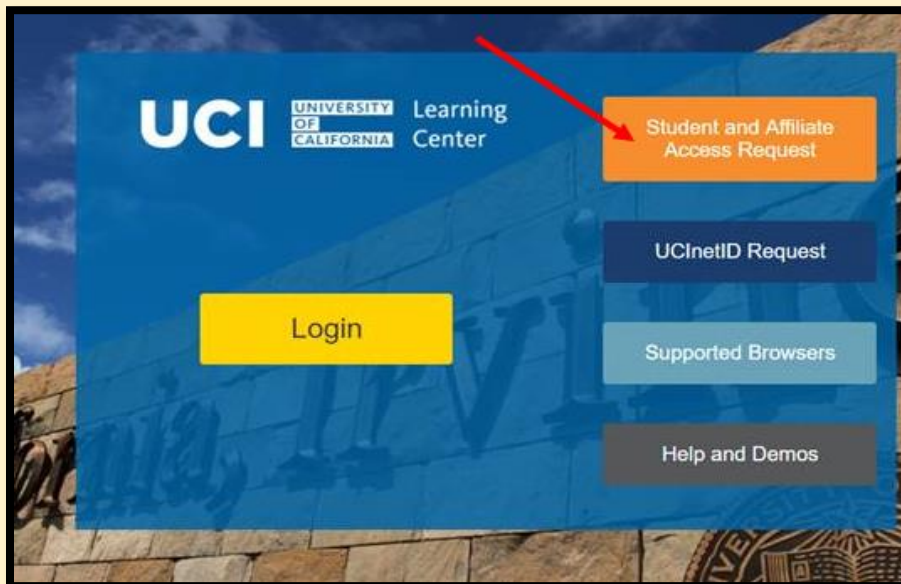 UCI
UNIVERSITY
OF
CALIFORNIA
Learning
Center
Student and Affiliate
Access Request
UCInetID Request
Login
Supported Browsers
Help and Demos